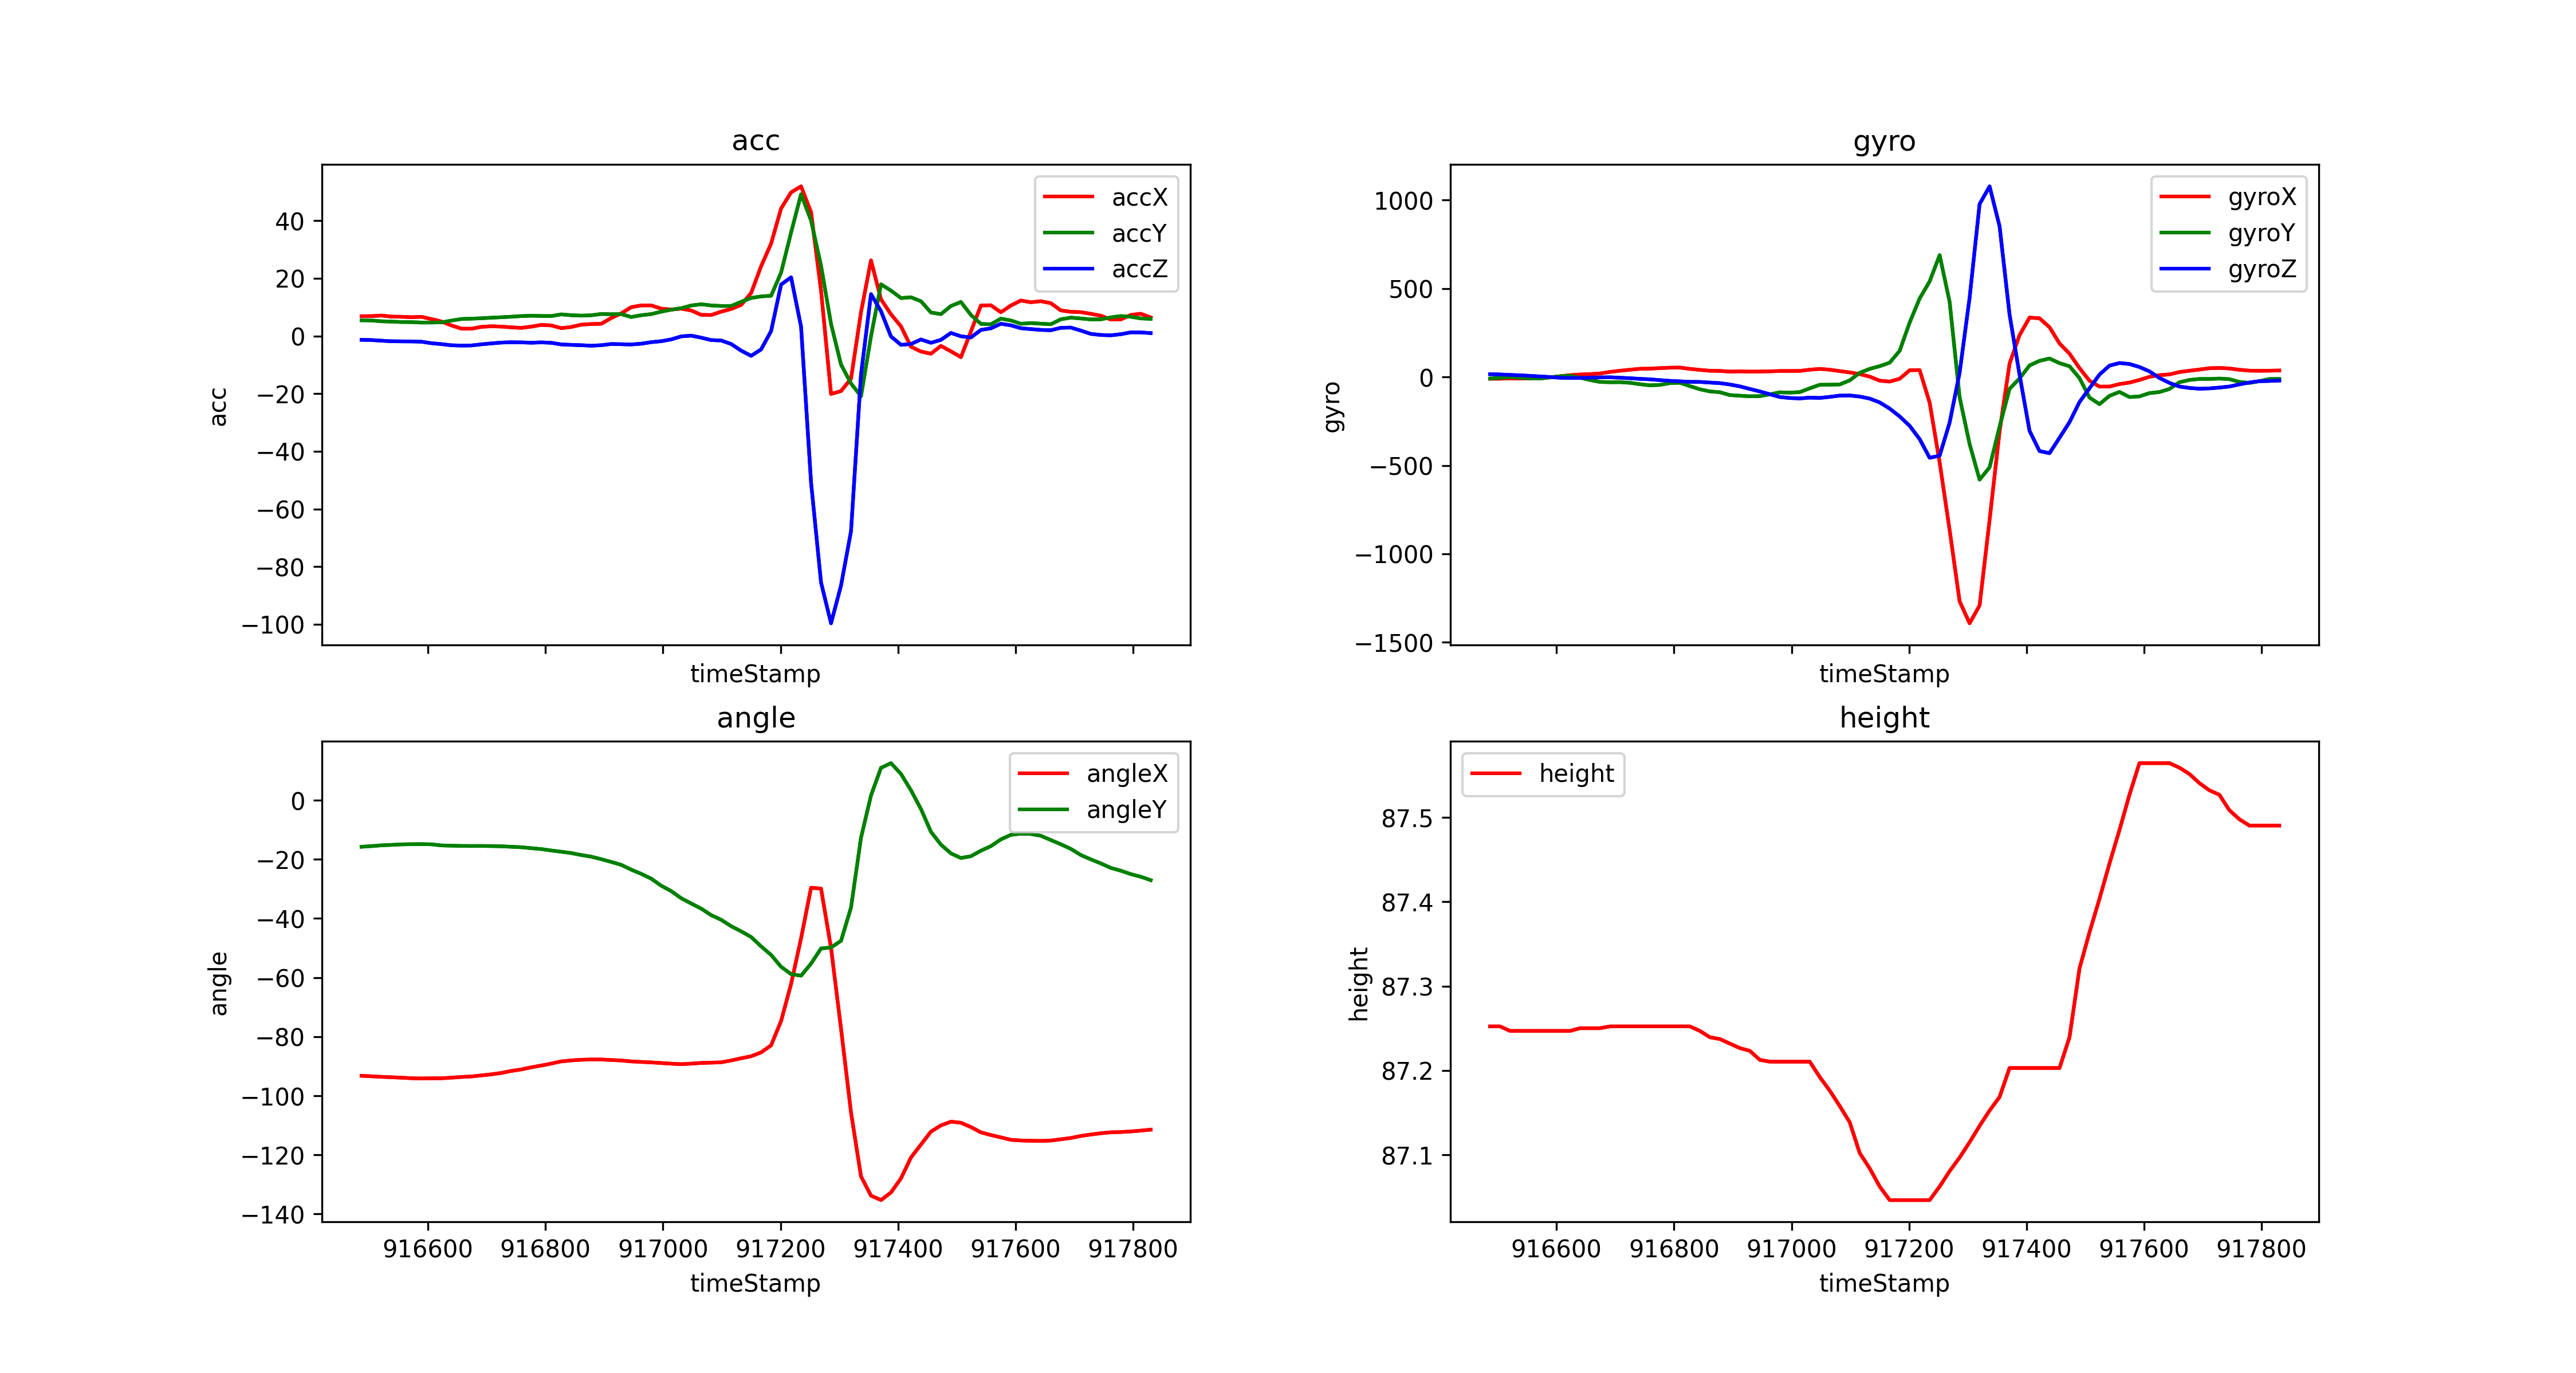 acc
accX
accY
accZ
40
20
0
−20
−40
−60
−80
−100
acc
timeStamp
gyro
gyroX
gyroY
gyroZ
1000
500
0
−500
−1000
−1500
gyro
timeStamp
angle
angleX
angleY
0
−20
−40
−60
−80
−100
−120
−140
angle
916600 916800 917000 917200 917400 917600 917800
timeStamp
height
height
87.5
87.4
87.3
87.2
87.1
height
916600 916800 917000 917200 917400 917600 917800
timeStamp